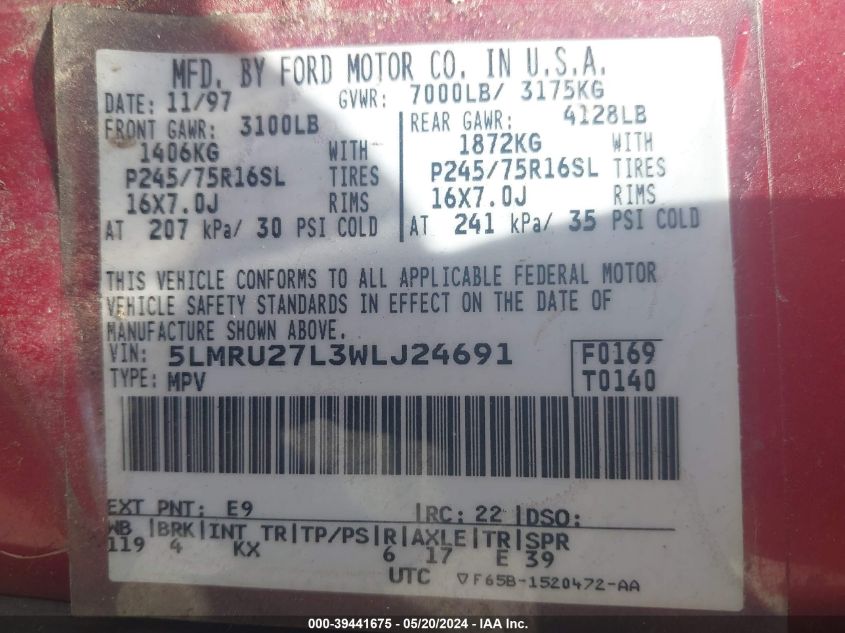 MFD. BY FORD MOTOR CO. IN U.S.A.
DATE: 11/97 GVWR: 7000LB/ 3175KG
FRONT GAWR: 3100LB REAR GAWR: 4128LB
1406KG WITH 1872KG WITH
P245/75R16SL TIRES P245/75R16SL TIRES
16X7.0J RIMS 16X7.0J RIMS
AT 207 kPa/ 30 PSI COLD AT 241 kPa/ 35 PSI COLD
THIS VEHICLE CONFORMS TO ALL APPLICABLE FEDERAL MOTOR
VEHICLE SAFETY STANDARDS IN EFFECT ON THE DATE OF
MANUFACTURE SHOWN ABOVE.
VIN: 5LMRU27L3WLJ24691 F0169
TYPE: MPV T0140
EXT PNT: E9 RC: 22 DSO:
WB BRK INT TR TP/PS R AXLE TR SPR
119 4 KX 6 17 E 39
UTC ▽F65B-1520472-AA
000-39441675 — 05/20/2024 - IAAI.com.